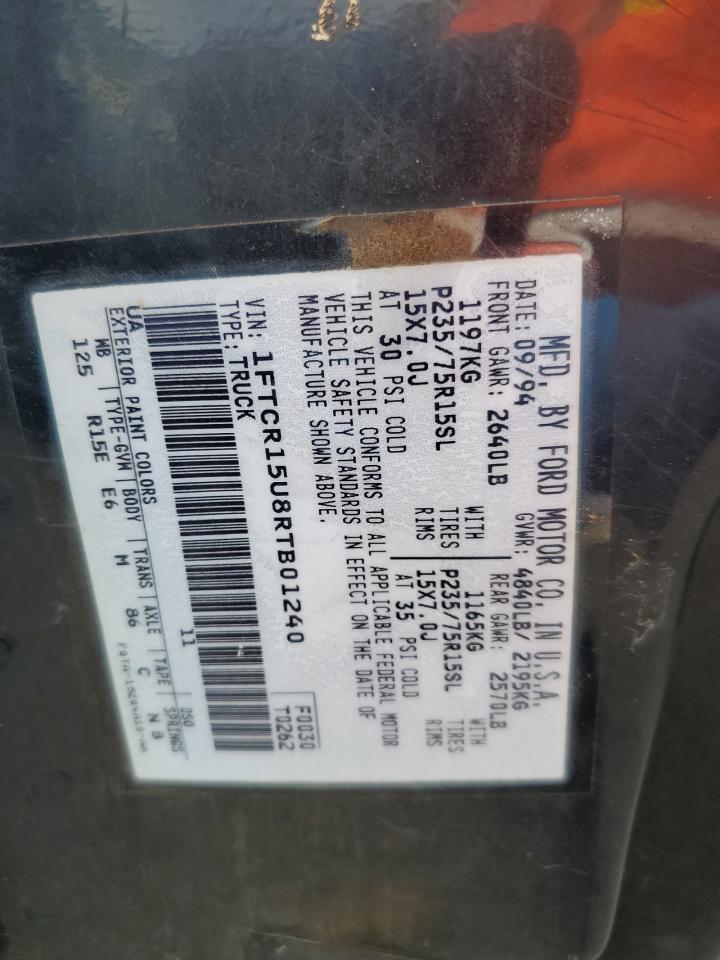 MFD. BY FORD MOTOR CO. IN U.S.A.
DATE: 09/94 GVWR: 4840LB/ 2195KG
FRONT GAWR: 2640LB REAR GAWR: 2570LB
1197KG WITH 1165KG WITH
P235/75R15SL TIRES P235/75R15SL TIRES
15X7.0J RIMS 15X7.0J RIMS
AT 30 PSI COLD AT 35 PSI COLD
THIS VEHICLE CONFORMS TO ALL APPLICABLE FEDERAL MOTOR
VEHICLE SAFETY STANDARDS IN EFFECT ON THE DATE OF
MANUFACTURE SHOWN ABOVE.
VIN: 1FTCR15U8RTB01240 F0030
TYPE: TRUCK T0262
UA 11
EXTERIOR PAINT COLORS DSO
WB TYPE-GVW BODY TRANS AXLE TAPE SPRINGS
125 R15E E6 M 86 C N B